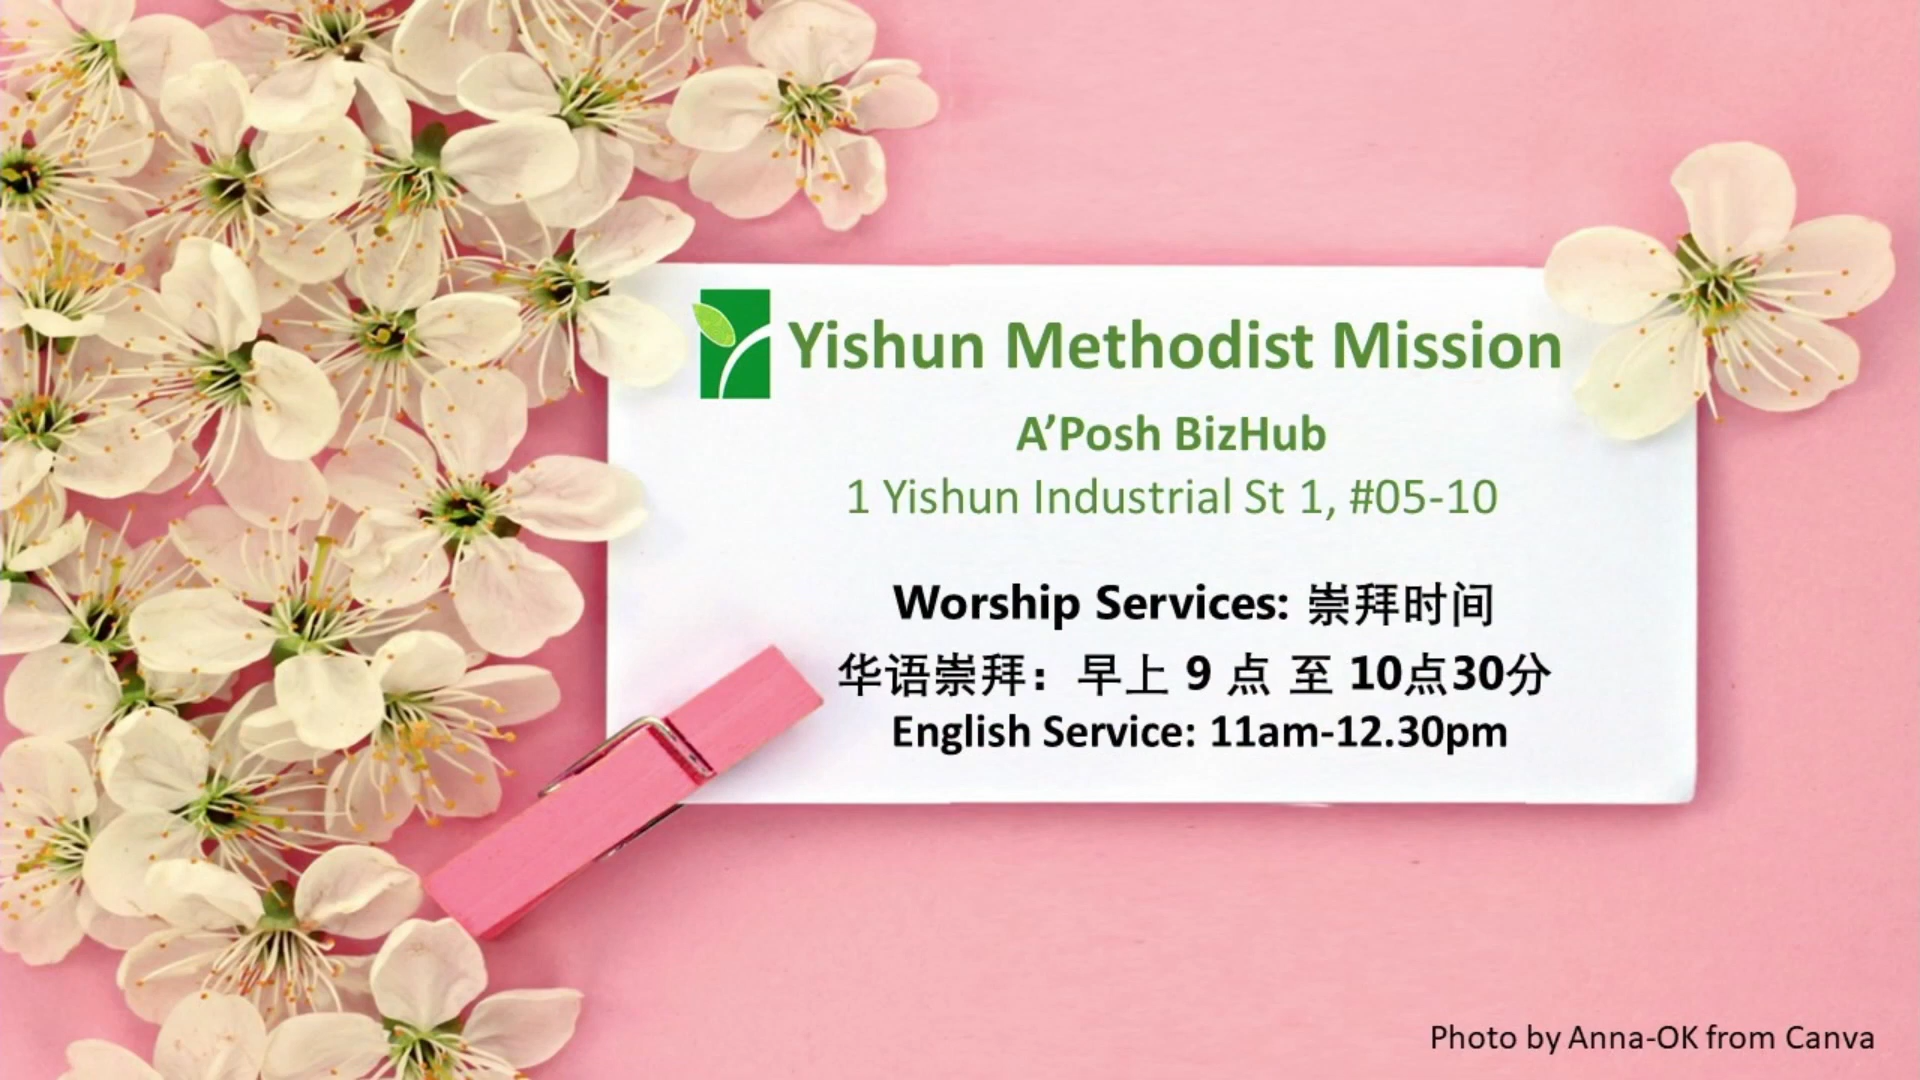 Yishun Methodist Mission
A’Posh BizHub
1 Yishun Industrial St 1, #05-10
Worship Services: 崇拜时间
华语崇拜：早上 9 点 至 10点30分
English Service: 11am-12.30pm
Photo by Anna-OK from Canva